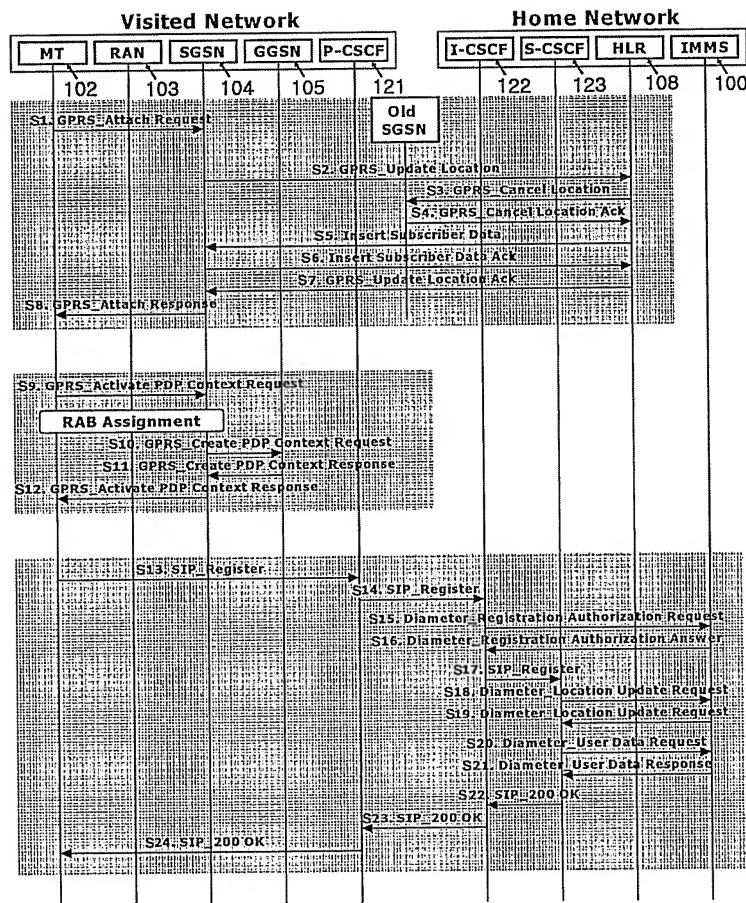 Visited Network
Home Network
MT
RAN
SGSN
GGSN
P-CSCF
I-CSCF
S-CSCF
HLR
IMMS
102
103
104
105
121
122
123
108
100
Old
SGSN
S1. GPRS_Attach Request
S2. GPRS_Update Location
S3. GPRS_Cancel Location
S4. GPRS_Cancel Location Ack
S5. Insert Subscriber Data
S6. Insert Subscriber Data Ack
S7. GPRS_Update Location Ack
S8. GPRS_Attach Response
S9. GPRS_Activate PDP Context Request
RAB Assignment
S10. GPRS_Create PDP Context Request
S11. GPRS_Create PDP Context Response
S12. GPRS_Activate PDP Context Response
S13. SIP_Register
S14. SIP_Register
S15. Diameter_Registration Authorization Request
S16. Diameter_Registration Authorization Answer
S17. SIP_Register
S18. Diameter_Location Update Request
S19. Diameter_Location Update Request
S20. Diameter_User Data Request
S21. Diameter_User Data Response
S22. SIP_200 OK
S23. SIP_200 OK
S24. SIP_200 OK